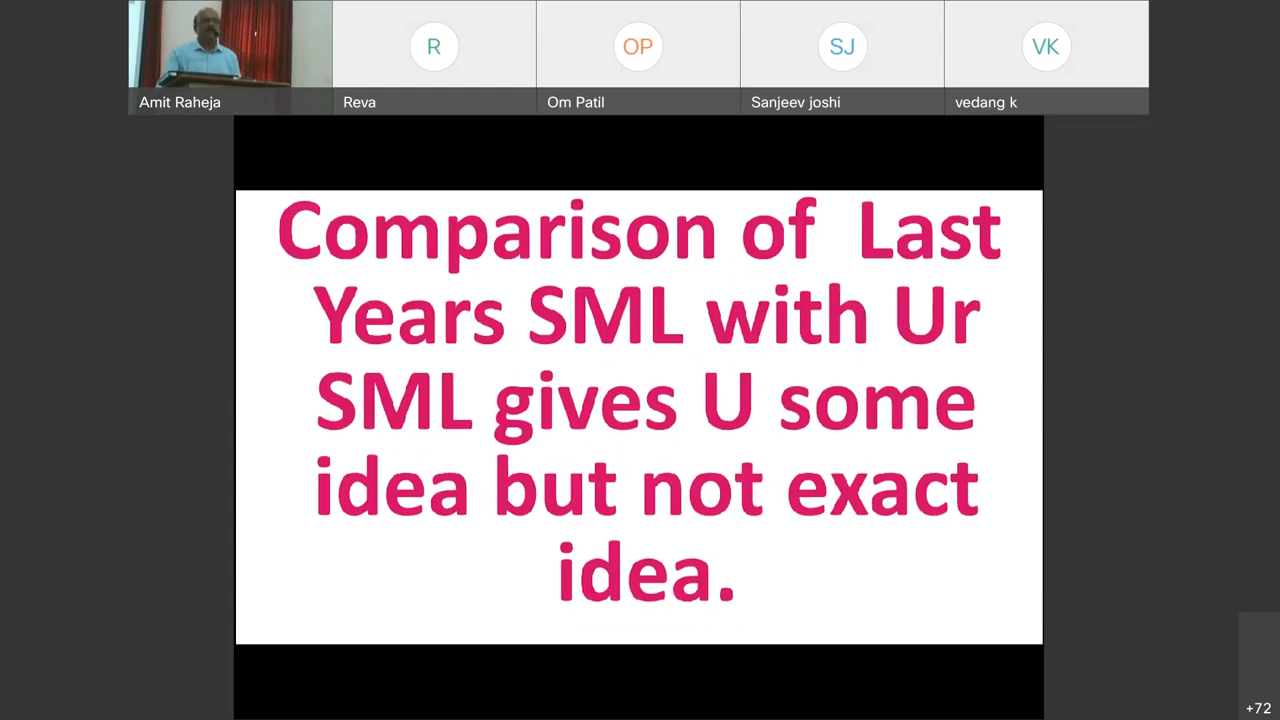 R
OP
SJ
VK
Amit Raheja
Reva
Om Patil
Sanjeev joshi
vedang k
Comparison of  Last
Years SML with Ur
SML gives U some
idea but not exact
idea.
+72